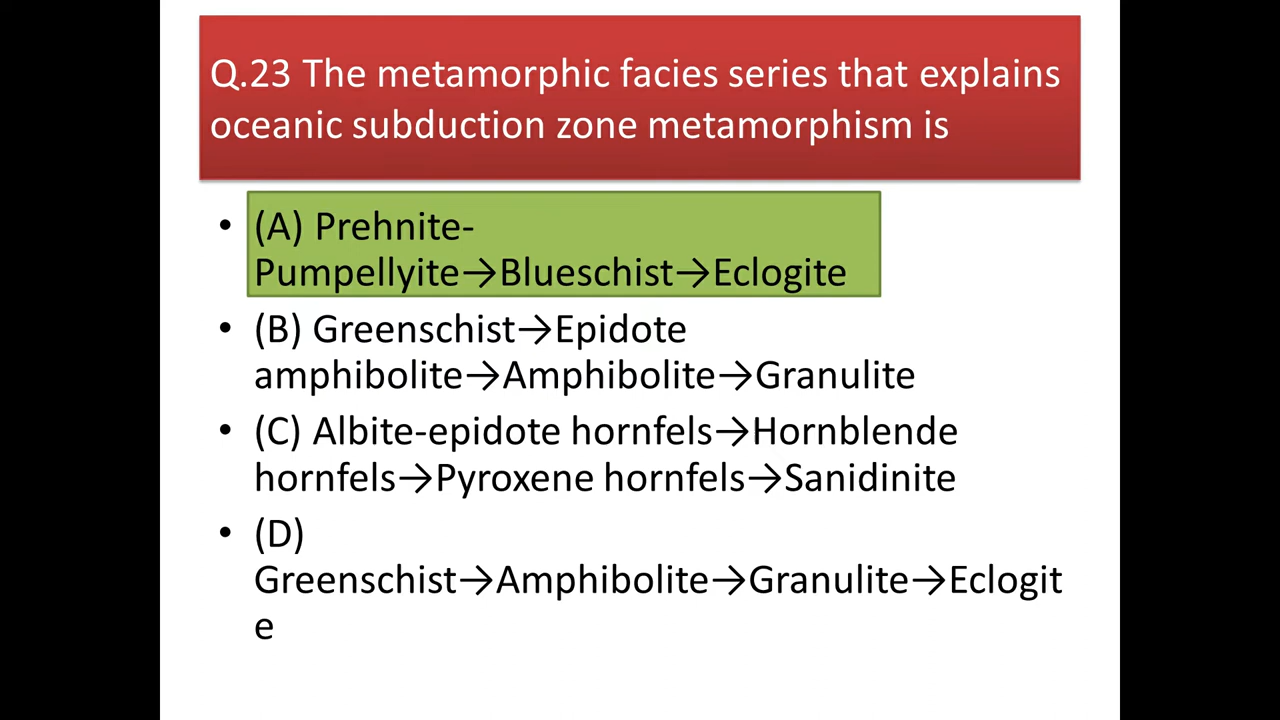 Q.23 The metamorphic facies series that explains
oceanic subduction zone metamorphism is
• (A) Prehnite-
Pumpellyite→Blueschist→Eclogite
• (B) Greenschist→Epidote
amphibolite→Amphibolite→Granulite
• (C) Albite-epidote hornfels→Hornblende
hornfels→Pyroxene hornfels→Sanidinite
• (D)
Greenschist→Amphibolite→Granulite→Eclogit
e